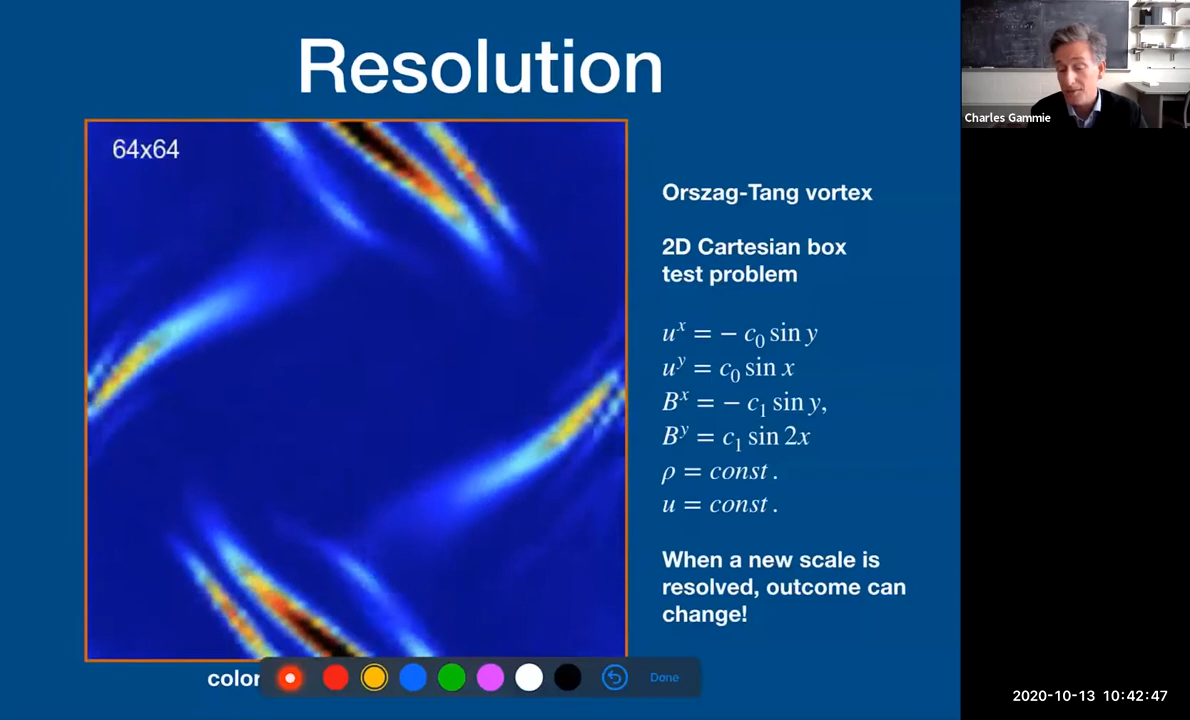 Resolution
Charles Gammie
64x64
Orszag-Tang vortex
2D Cartesian box
test problem
u^x = − c_0 sin y
u^y = c_0 sin x
B^x = − c_1 sin y,
B^y = c_1 sin 2x
ρ = const .
u = const .
When a new scale is
resolved, outcome can
change!
color
Done
2020-10-13 10:42:47